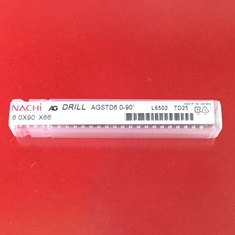 NACHi AG DRILL AGSTD6.0-90° L6502 TD25
6.0X90°X66